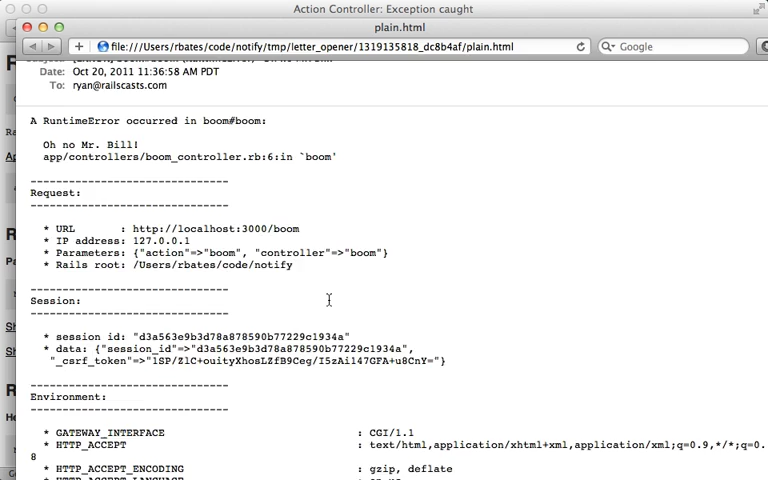 Action Controller: Exception caught
plain.html
file:///Users/rbates/code/notify/tmp/letter_opener/1319135818_dc8b4af/plain.html
Google
Date: Oct 20, 2011 11:36:58 AM PDT
To: ryan@railscasts.com
A RuntimeError occurred in boom#boom:
Oh no Mr. Bill!
app/controllers/boom_controller.rb:6:in `boom'
-------------------------------
Request:
-------------------------------
* URL : http://localhost:3000/boom
* IP address: 127.0.0.1
* Parameters: {"action"=>"boom", "controller"=>"boom"}
* Rails root: /Users/rbates/code/notify
-------------------------------
Session:
-------------------------------
* session id: "d3a563e9b3d78a878590b77229c1934a"
* data: {"session_id"=>"d3a563e9b3d78a878590b77229c1934a",
"_csrf_token"=>"lSP/ZlC+ouityXhosLZfB9Ceg/I5zAi147GFA+u8CnY="}
-------------------------------
Environment:
-------------------------------
* GATEWAY_INTERFACE : CGI/1.1
* HTTP_ACCEPT : text/html,application/xhtml+xml,application/xml;q=0.9,*/*;q=0.
8
* HTTP_ACCEPT_ENCODING : gzip, deflate